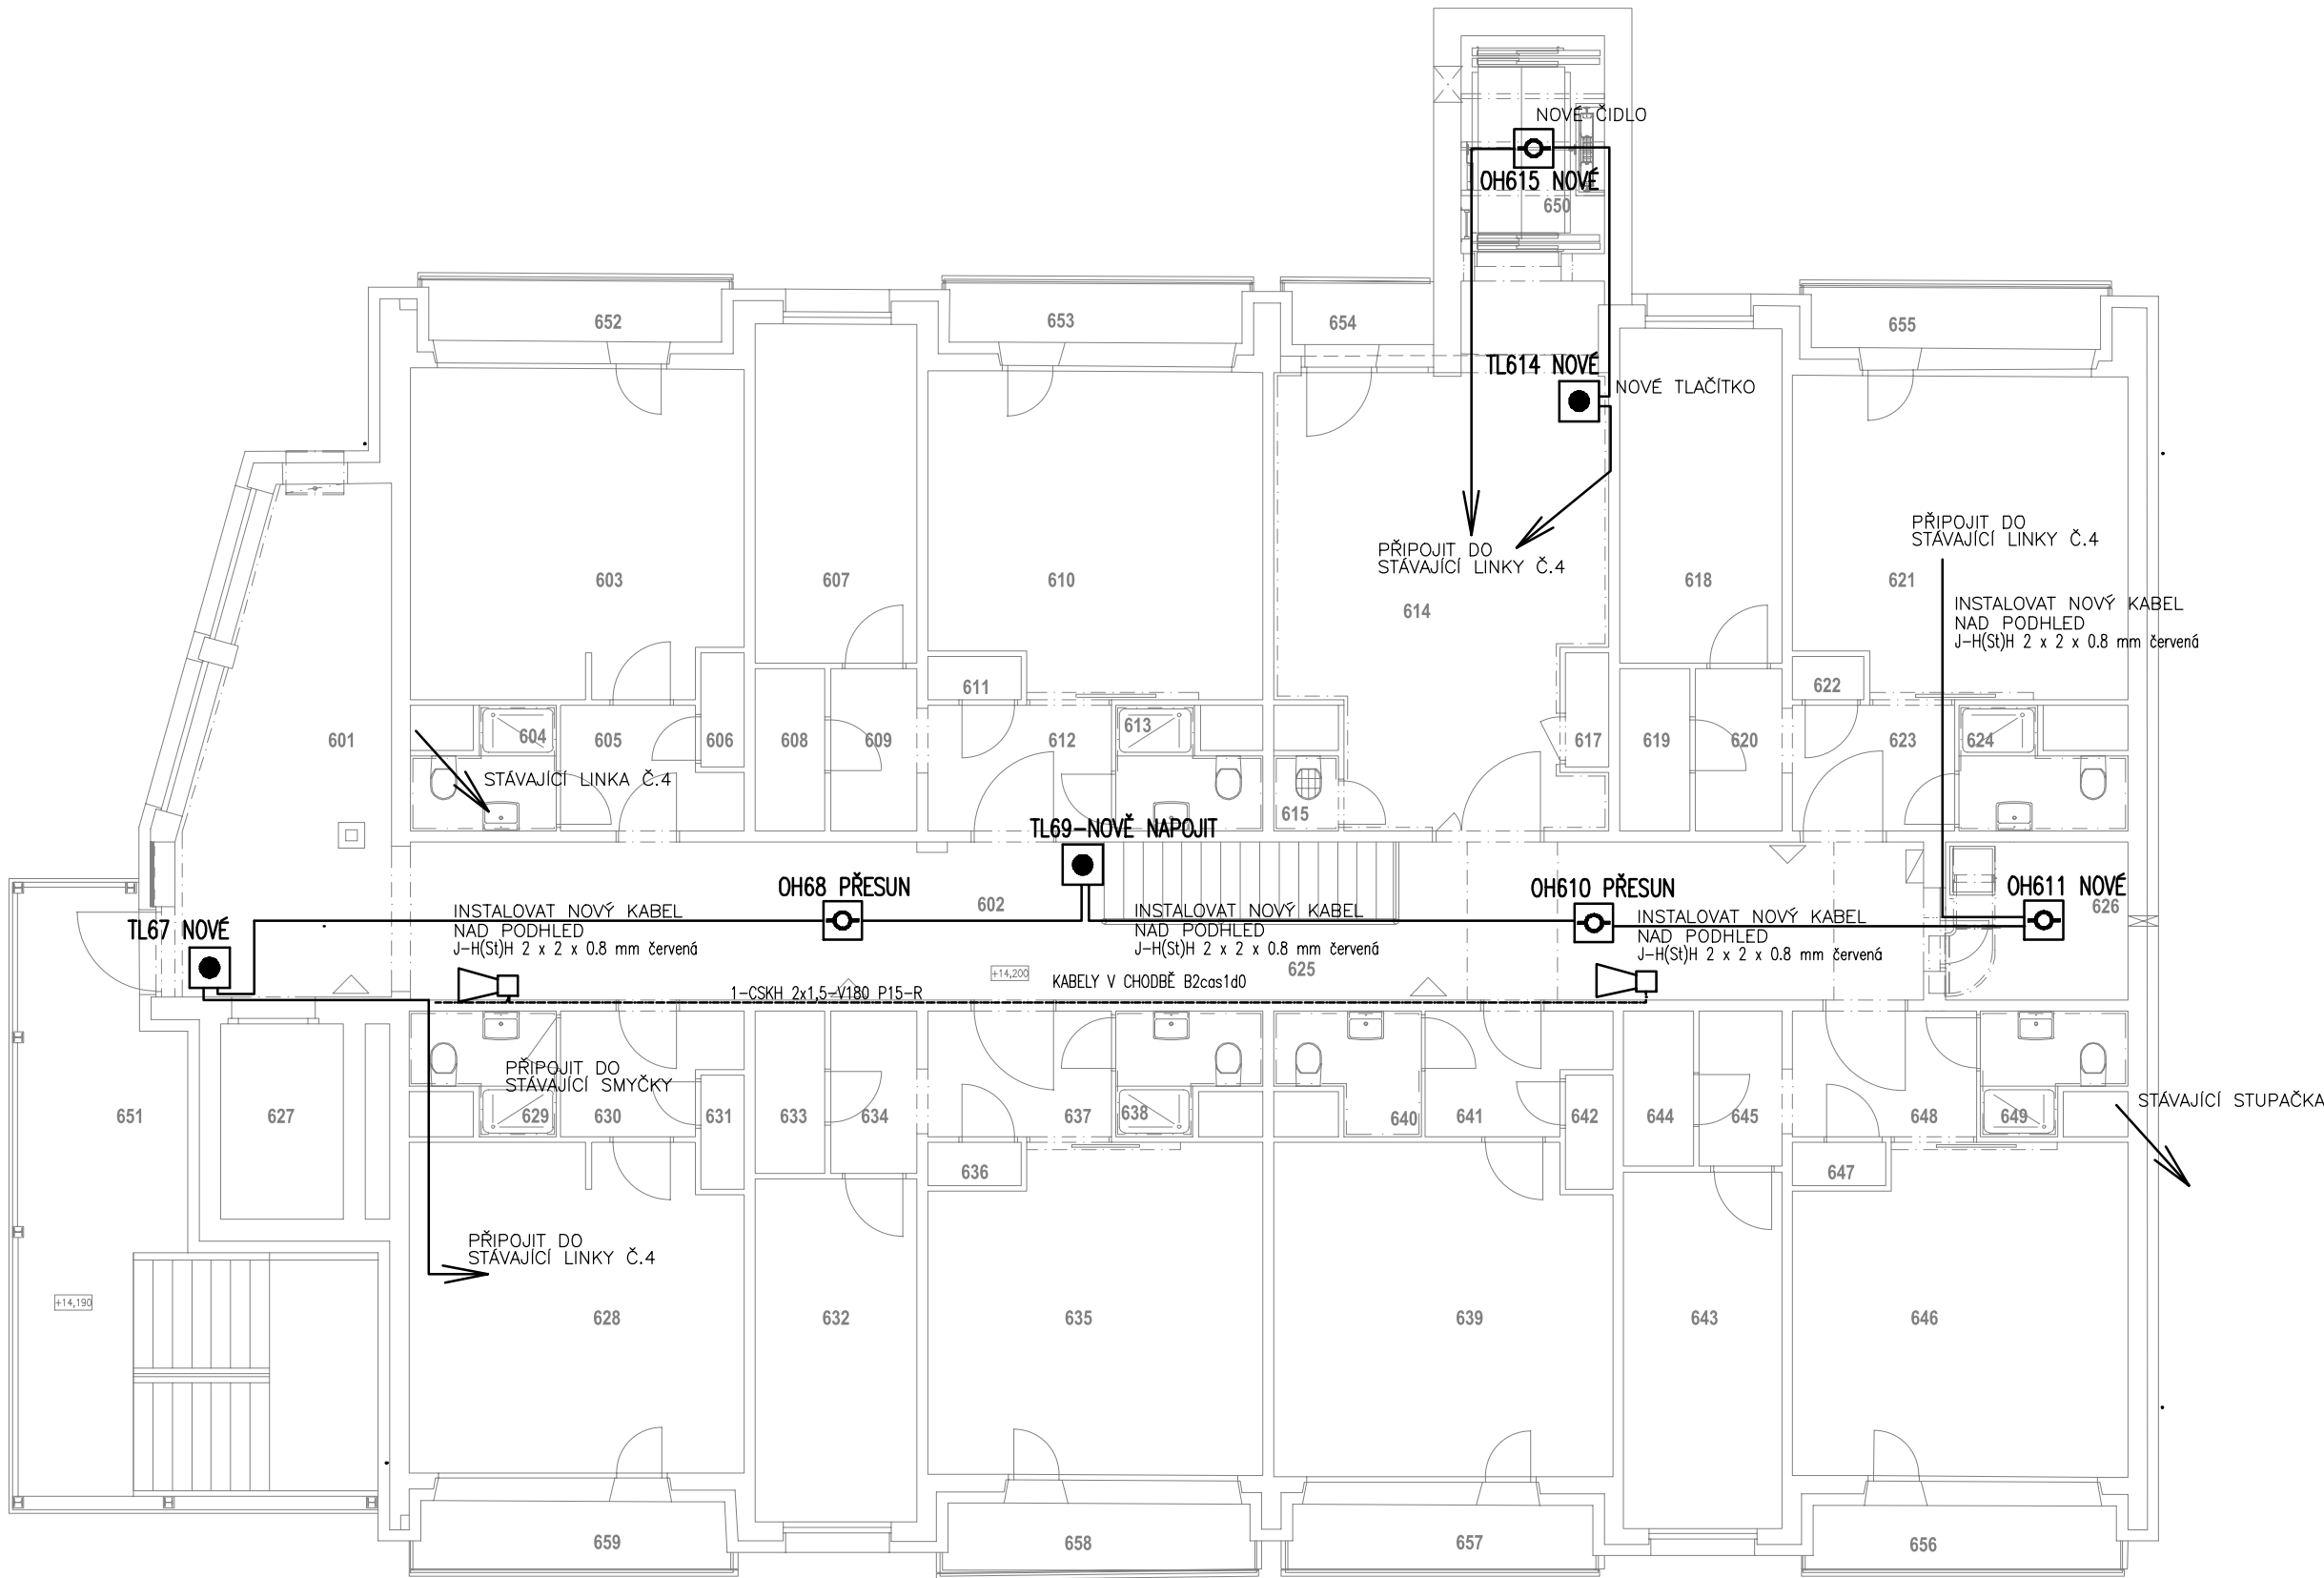 NOVÉ ČIDLO
OH615 NOVÉ
650
652
653
654
655
TL614 NOVÉ
NOVÉ TLAČÍTKO
PŘIPOJIT DO
STÁVAJÍCÍ LINKY Č.4
PŘIPOJIT DO
STÁVAJÍCÍ LINKY Č.4
603
607
610
614
618
621
INSTALOVAT NOVÝ KABEL
NAD PODHLED
J-H(St)H 2 x 2 x 0.8 mm červená
611
622
601
604
605
606
608
609
612
613
617
619
620
623
624
STÁVAJÍCÍ LINKA Č.4
615
TL69-NOVĚ NAPOJIT
OH68 PŘESUN
OH610 PŘESUN
OH611 NOVÉ
602
626
TL67 NOVÉ
INSTALOVAT NOVÝ KABEL
NAD PODHLED
J-H(St)H 2 x 2 x 0.8 mm červená
INSTALOVAT NOVÝ KABEL
NAD PODHLED
J-H(St)H 2 x 2 x 0.8 mm červená
INSTALOVAT NOVÝ KABEL
NAD PODHLED
J-H(St)H 2 x 2 x 0.8 mm červená
+14,200
625
1-CSKH 2x1,5-V180 P15-R
KABELY V CHODBĚ B2cas1d0
PŘIPOJIT DO
STÁVAJÍCÍ SMYČKY
STÁVAJÍCÍ STUPAČKA
651
627
629
630
631
633
634
637
638
640
641
642
644
645
648
649
636
647
PŘIPOJIT DO
STÁVAJÍCÍ LINKY Č.4
+14,190
628
632
635
639
643
646
659
658
657
656